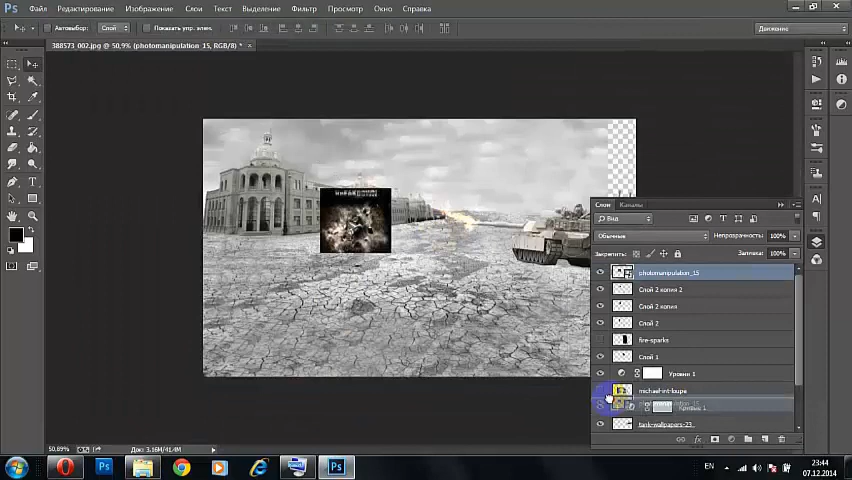 Ps Файл Редактирование Изображение Слои Текст Выделение Фильтр Просмотр Окно Справка
Автовыбор: Слой Показать упр. элем. Движение
388573_002.jpg @ 50,9% (photomanipulation_15, RGB/8) *
Слои Каналы
Вид
Обычные Непрозрачность: 100%
Закрепить: Заливка: 100%
photomanipulation_15
Слой 2 копия 2
Слой 2 копия
Слой 2
fire-sparks
Слой 1
Уровни 1
Кривые 1
tank-wallpapers-23
50,89% Док: 3.16M/41.4M
EN 23:44
07.12.2014